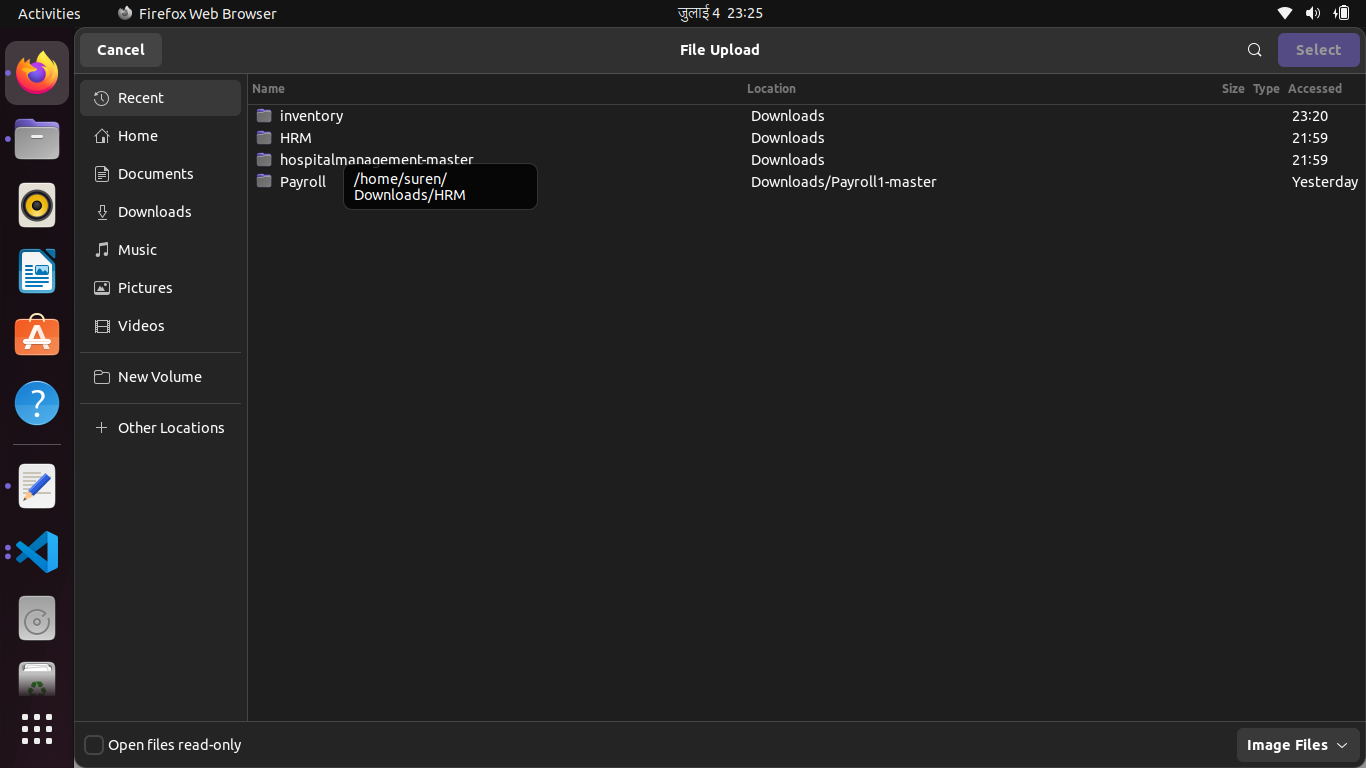 Activities Firefox Web Browser जुलाई 4 23:25
Cancel File Upload Select
Name Location Size Type Accessed
Recent
Home
Documents
Downloads
Music
Pictures
Videos
New Volume
Other Locations
inventory Downloads 23:20
HRM Downloads 21:59
hospitalmanagement-master Downloads 21:59
Payroll Downloads/Payroll1-master Yesterday
/home/suren/
Downloads/HRM
Open files read-only Image Files